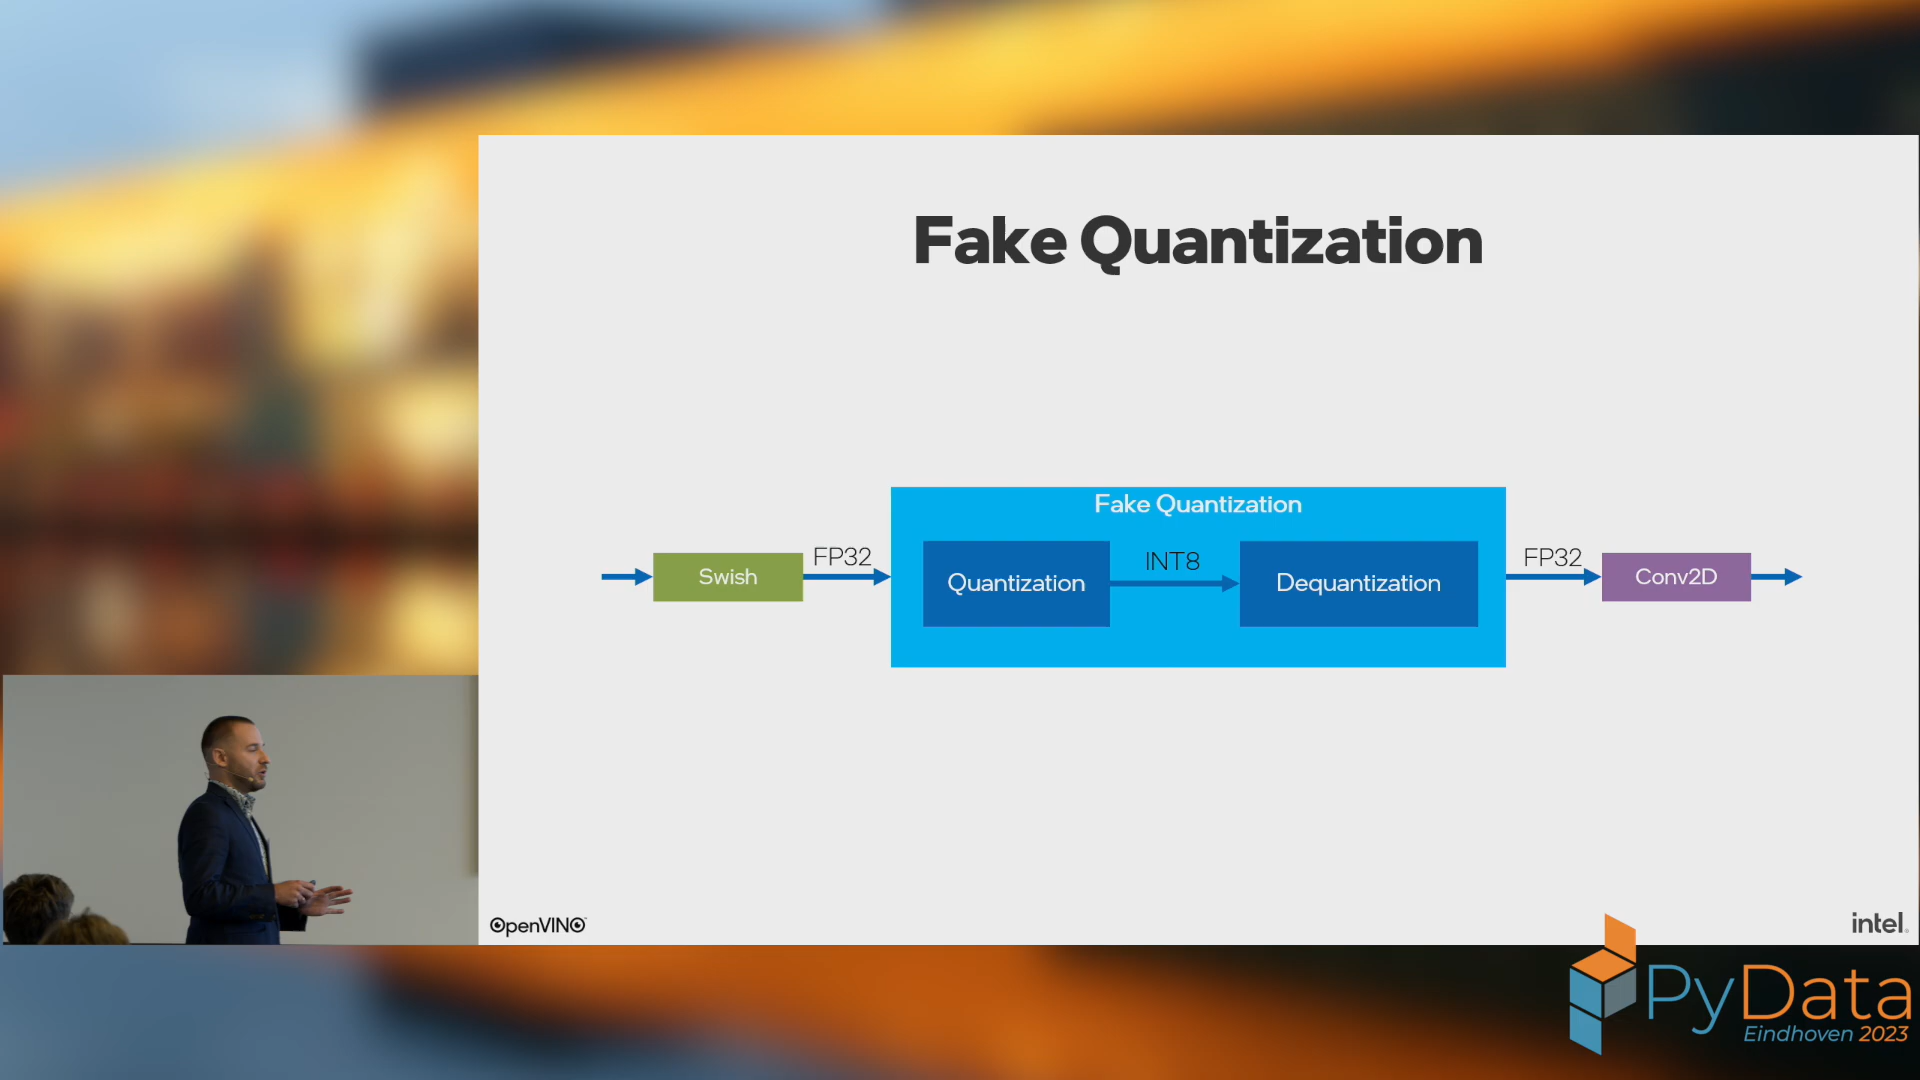 Fake Quantization
Fake Quantization
Swish
FP32
Quantization
INT8
Dequantization
FP32
Conv2D
OpenVINO
intel.
PyData
Eindhoven 2023